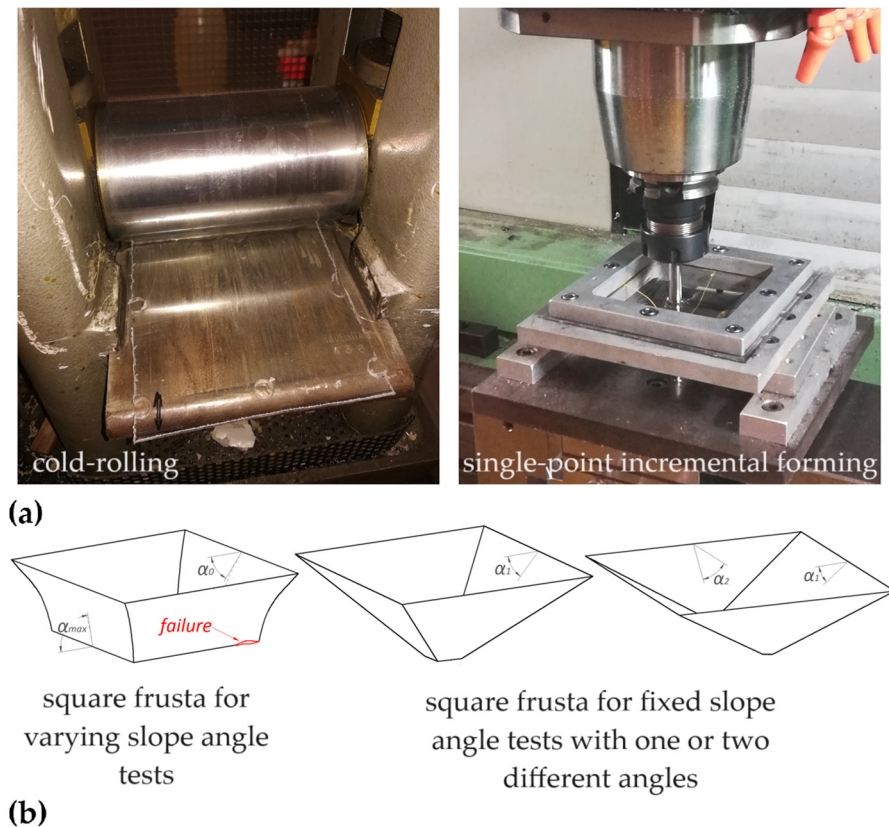 cold-rolling
single-point incremental forming
(a)
α0
α1
α2
α1
αmax
failure
square frusta for
varying slope angle
tests
square frusta for fixed slope
angle tests with one or two
different angles
(b)